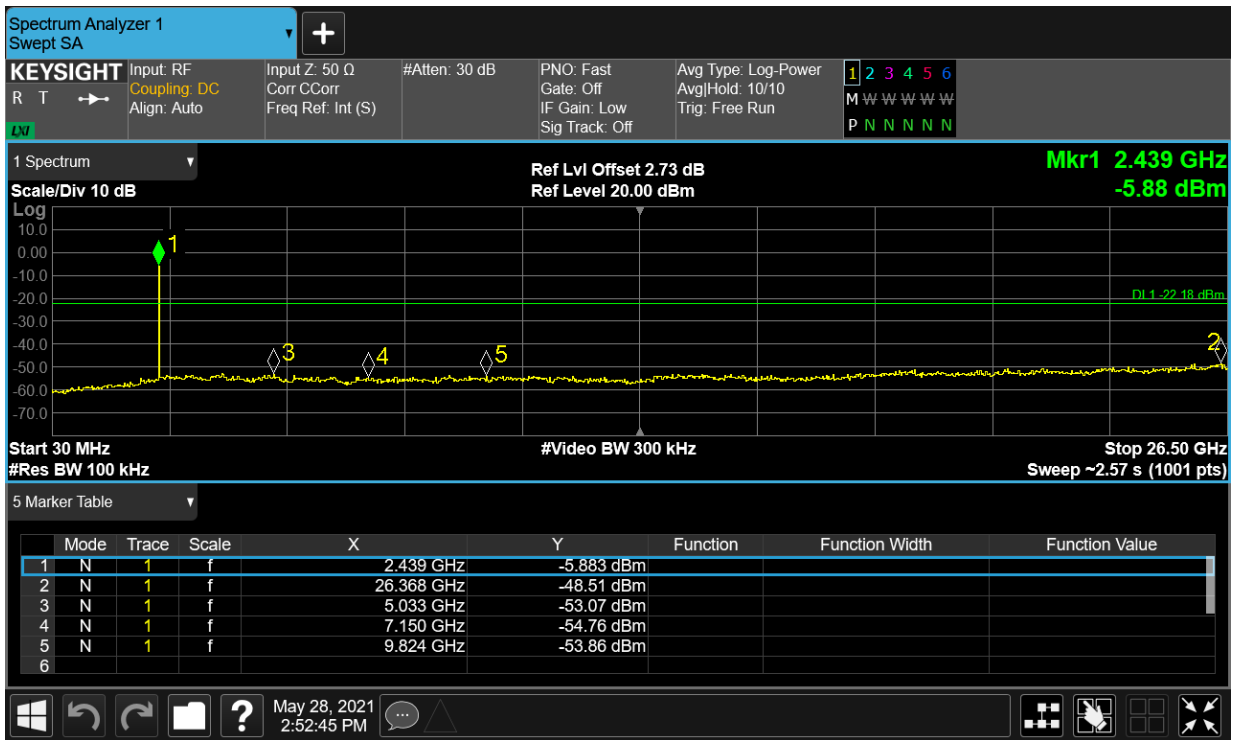 Spectrum Analyzer 1
Swept SA
+
KEYSIGHT
R T
LXI
Input: RF
Coupling: DC
Align: Auto
Input Z: 50 Ω
Corr CCorr
Freq Ref: Int (S)
#Atten: 30 dB
PNO: Fast
Gate: Off
IF Gain: Low
Sig Track: Off
Avg Type: Log-Power
Avg|Hold: 10/10
Trig: Free Run
1 2 3 4 5 6
M W W W W W
P N N N N N
1 Spectrum
Scale/Div 10 dB
Ref Lvl Offset 2.73 dB
Ref Level 20.00 dBm
Mkr1 2.439 GHz
-5.88 dBm
Log
10.0
0.00
-10.0
-20.0
-30.0
-40.0
-50.0
-60.0
-70.0
1
3
4
5
2
DL1 -22.18 dBm
Start 30 MHz
#Video BW 300 kHz
Stop 26.50 GHz
#Res BW 100 kHz
Sweep ~2.57 s (1001 pts)
5 Marker Table
Mode Trace Scale X Y Function Function Width Function Value
1 N 1 f 2.439 GHz -5.883 dBm
2 N 1 f 26.368 GHz -48.51 dBm
3 N 1 f 5.033 GHz -53.07 dBm
4 N 1 f 7.150 GHz -54.76 dBm
5 N 1 f 9.824 GHz -53.86 dBm
6
?
May 28, 2021
2:52:45 PM